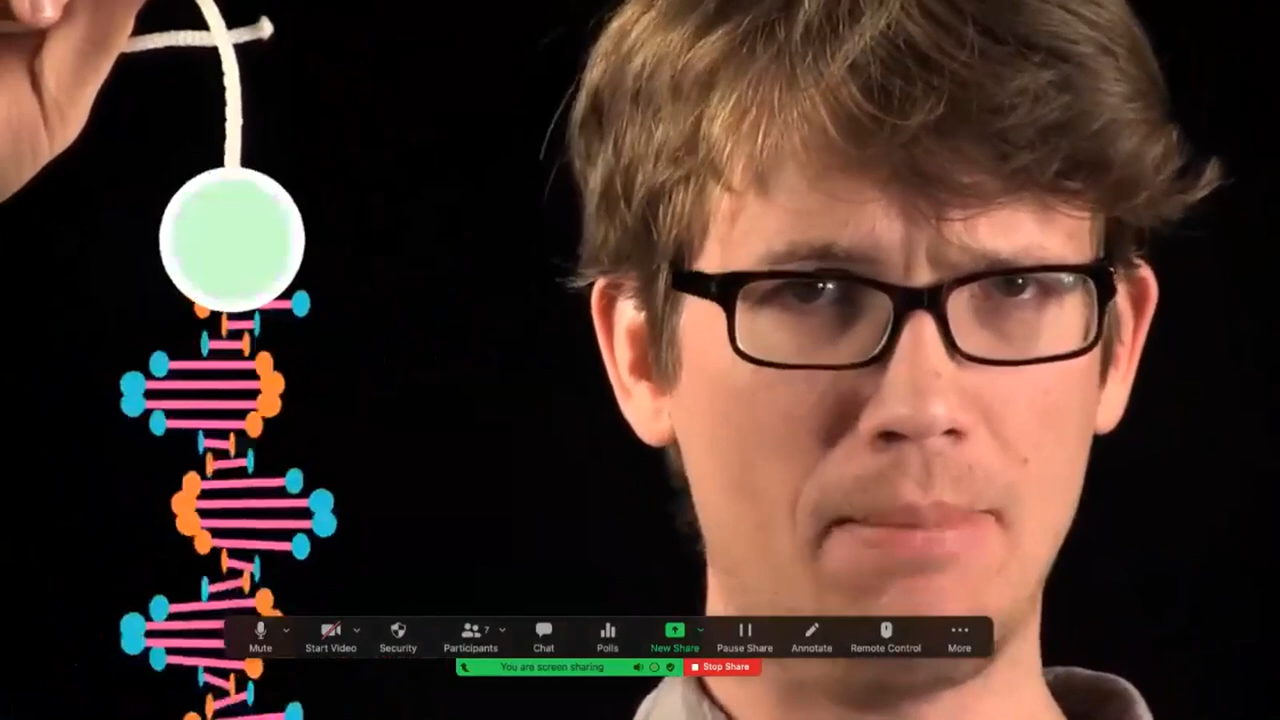 Mute Start Video Security Participants 7 Chat Polls New Share Pause Share Annotate Remote Control More
You are screen sharing Stop Share